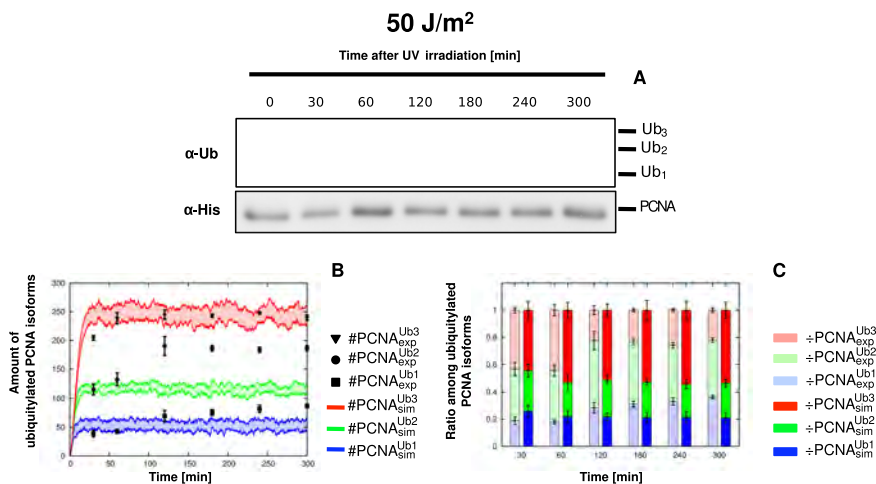 50 J/m²
Time after UV irradiation [min]
A
0 30 60 120 180 240 300
α-Ub
Ub₃
Ub₂
Ub₁
α-His
PCNA
B
Amount of
ubiquitylated PCNA isoforms
300
250
200
150
100
50
0
0 50 100 150 200 250 300
Time [min]
#PCNA^Ub3_exp
#PCNA^Ub2_exp
#PCNA^Ub1_exp
#PCNA^Ub3_sim
#PCNA^Ub2_sim
#PCNA^Ub1_sim
C
Ratio among ubiquitylated
PCNA isoforms
1
0.8
0.6
0.4
0.2
0
30 60 120 180 240 300
Time [min]
÷PCNA^Ub3_exp
÷PCNA^Ub2_exp
÷PCNA^Ub1_exp
÷PCNA^Ub3_sim
÷PCNA^Ub2_sim
÷PCNA^Ub1_sim